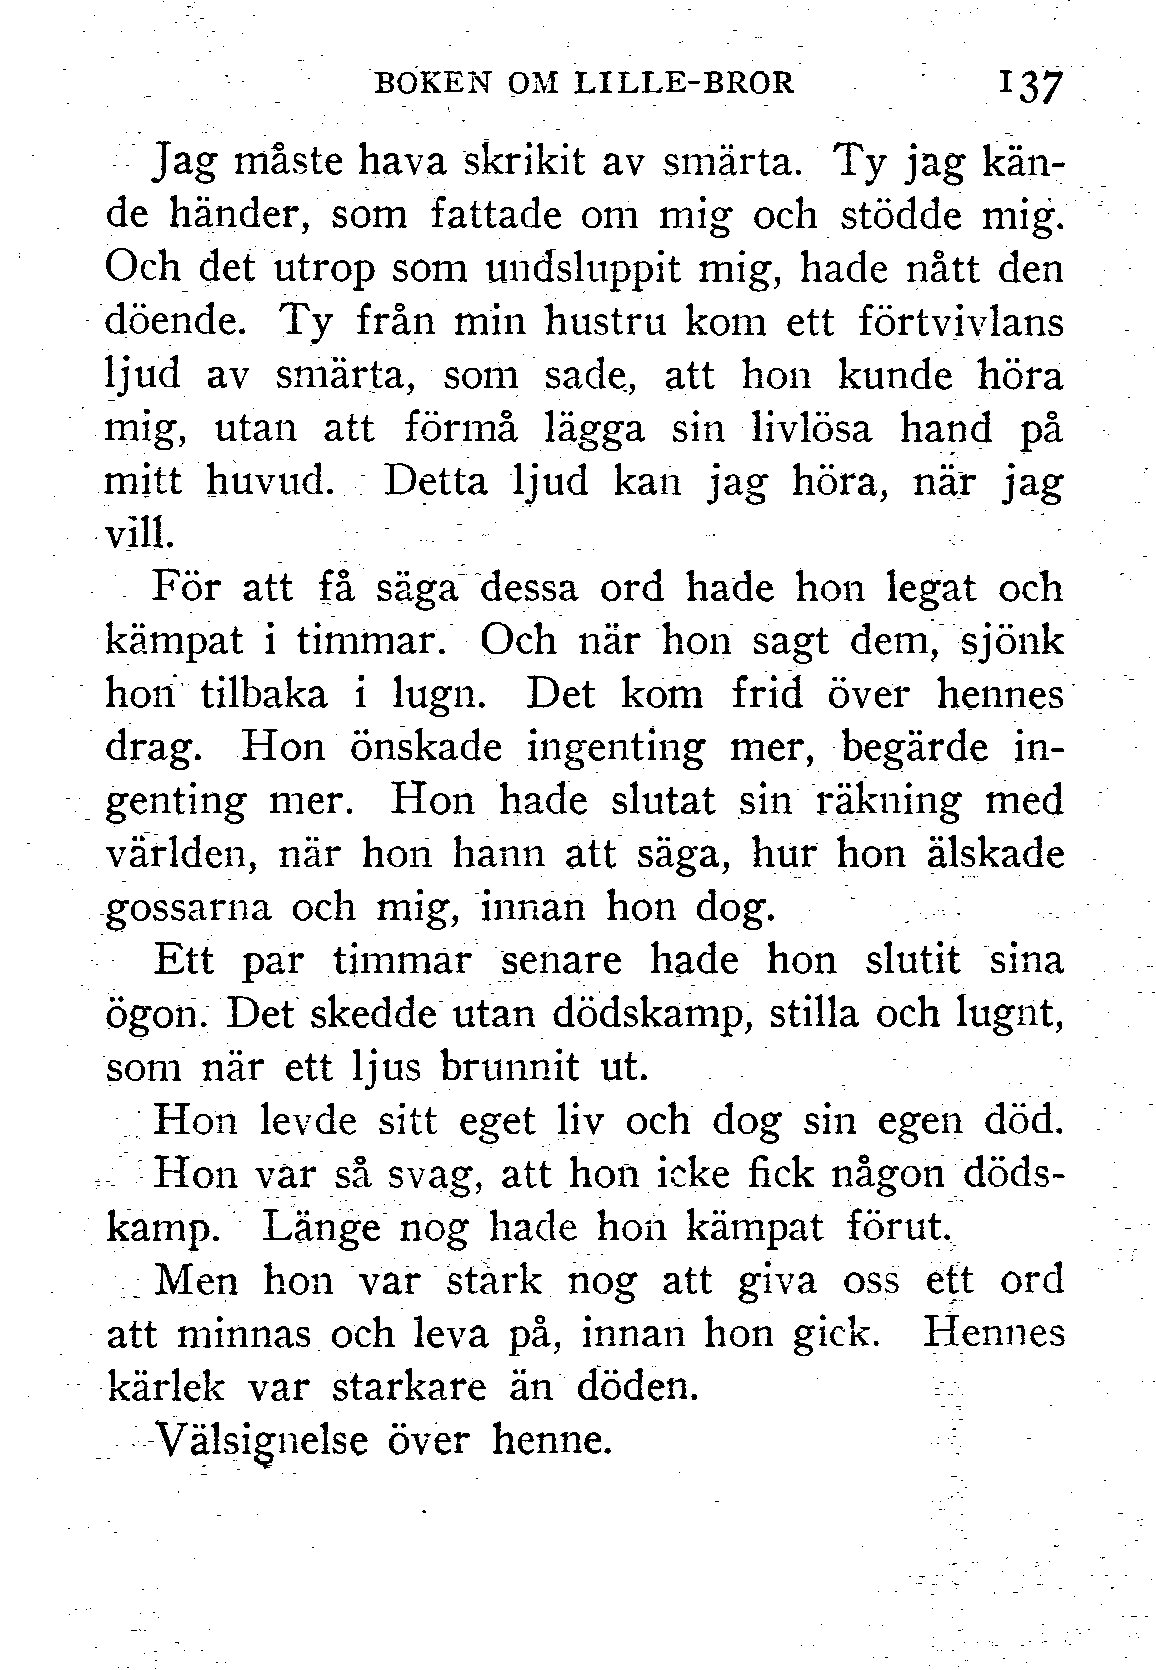 BOKEN OM LILLE-BROR 137
Jag måste hava skrikit av smärta. Ty jag kän-
de händer, som fattade om mig och stödde mig.
Och det utrop som undsluppit mig, hade nått den
döende. Ty från min hustru kom ett förtvivlans
ljud av smärta, som sade, att hon kunde höra
mig, utan att förmå lägga sin livlösa hand på
mitt huvud. Detta ljud kan jag höra, när jag
vill.
För att få säga dessa ord hade hon legat och
kämpat i timmar. Och när hon sagt dem, sjönk
hon tilbaka i lugn. Det kom frid över hennes
drag. Hon önskade ingenting mer, begärde in-
genting mer. Hon hade slutat sin räkning med
världen, när hon hann att säga, hur hon älskade
gossarna och mig, innan hon dog.
Ett par timmar senare hade hon slutit sina
ögon. Det skedde utan dödskamp, stilla och lugnt,
som när ett ljus brunnit ut.
Hon levde sitt eget liv och dog sin egen död.
Hon var så svag, att hon icke fick någon döds-
kamp. Länge nog hade hon kämpat förut.
Men hon var stark nog att giva oss ett ord
att minnas och leva på, innan hon gick. Hennes
kärlek var starkare än döden.
Välsignelse över henne.